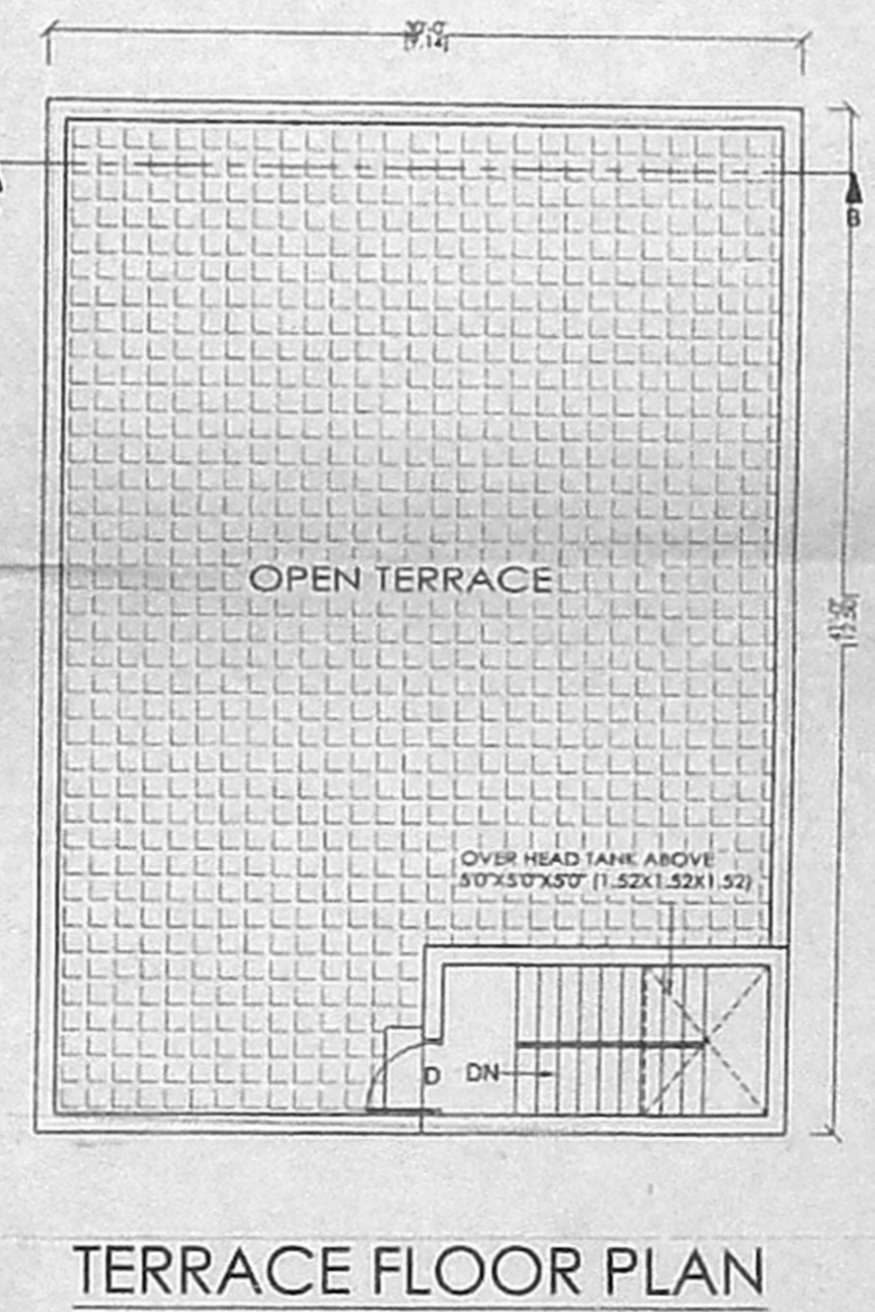 30'-0"
[9.14]
B
OPEN TERRACE
41'-0"
[12.50]
OVER HEAD TANK ABOVE
5'0"X5'0"X5'0" (1.52X1.52X1.52)
D
DN
TERRACE FLOOR PLAN